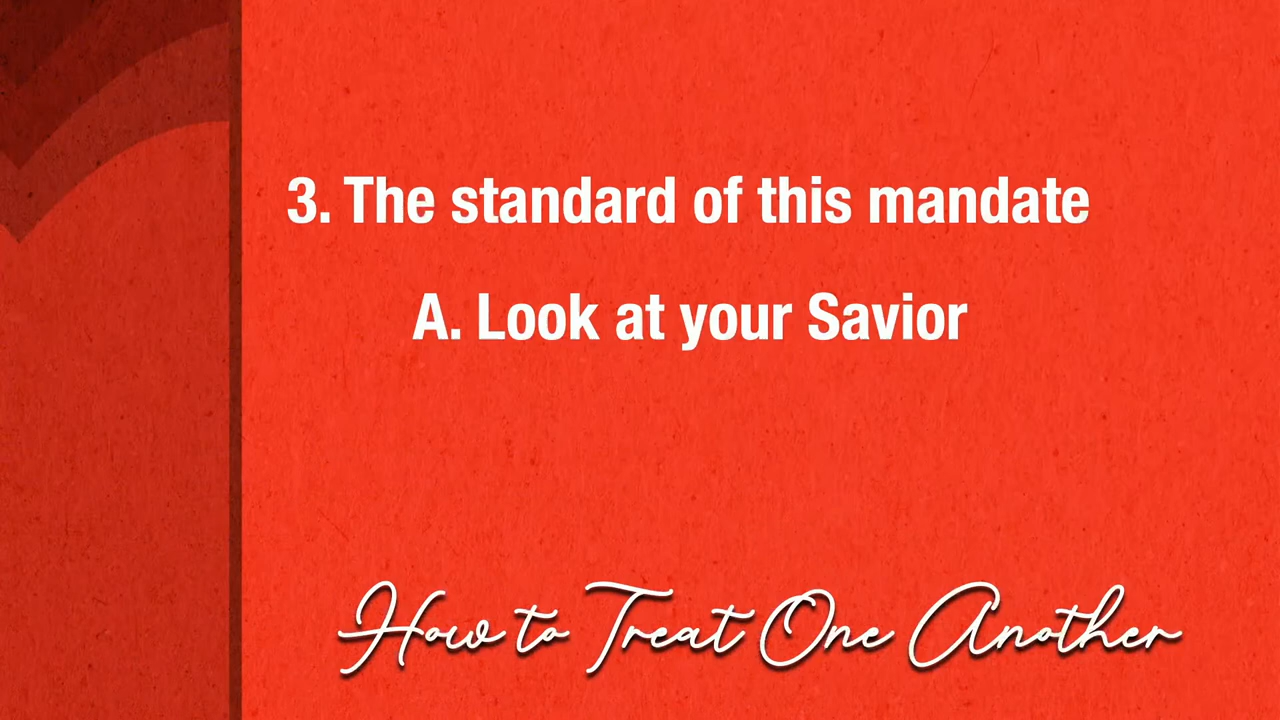 3. The standard of this mandate
A. Look at your Savior
How to Treat One Another